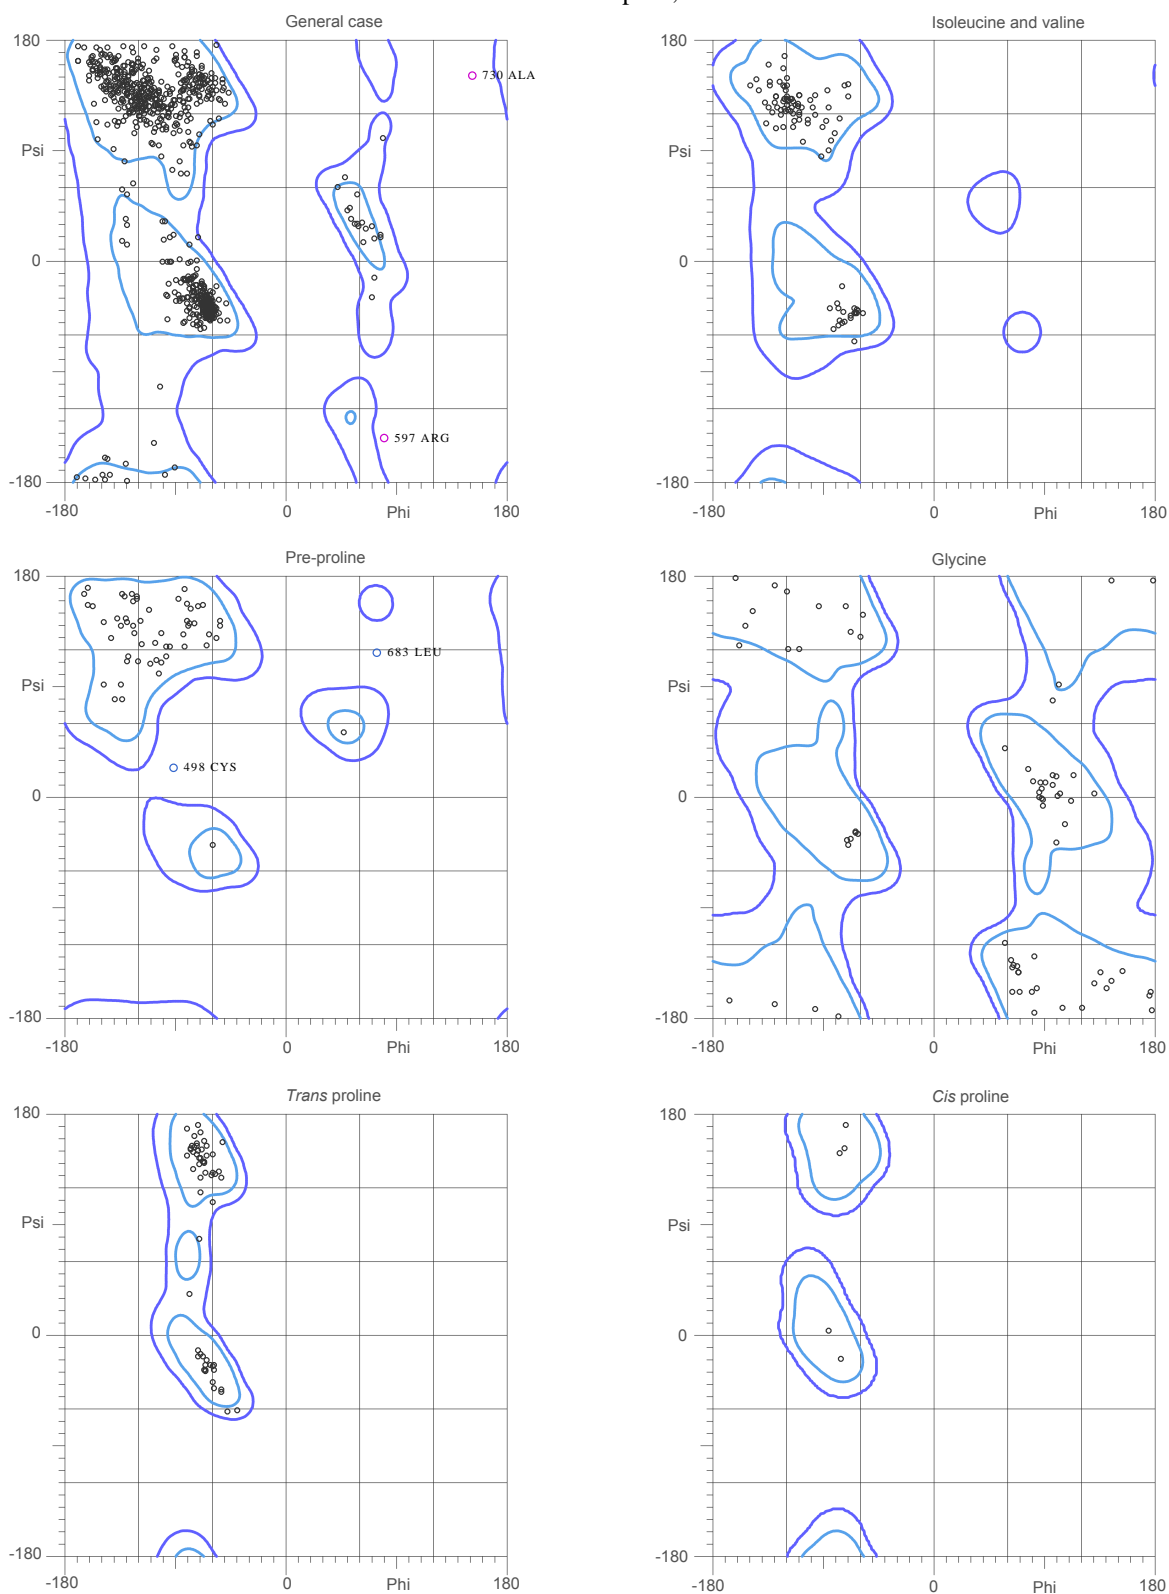 General case
Isoleucine and valine
180
730 ALA
180
Psi
Psi
0
0
597 ARG
-180
-180
-180
0
Phi
180
-180
0
Phi
180
Pre-proline
Glycine
180
180
683 LEU
Psi
Psi
498 CYS
0
0
-180
-180
-180
0
Phi
180
-180
0
Phi
180
Trans proline
Cis proline
180
180
Psi
Psi
0
0
-180
-180
-180
0
Phi
180
-180
0
Phi
180